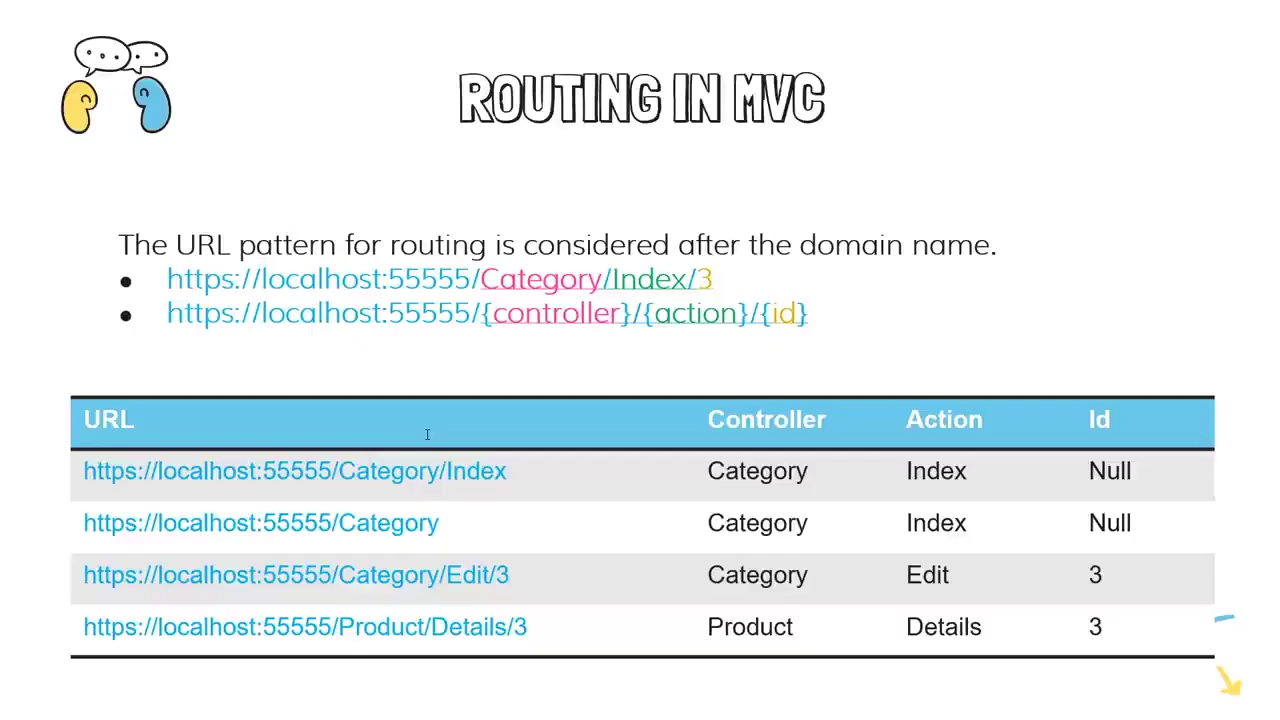 ROUTING IN MVC
The URL pattern for routing is considered after the domain name.
● https://localhost:55555/Category/Index/3
● https://localhost:55555/{controller}/{action}/{id}
URL Controller Action Id
https://localhost:55555/Category/Index Category Index Null
https://localhost:55555/Category Category Index Null
https://localhost:55555/Category/Edit/3 Category Edit 3
https://localhost:55555/Product/Details/3 Product Details 3